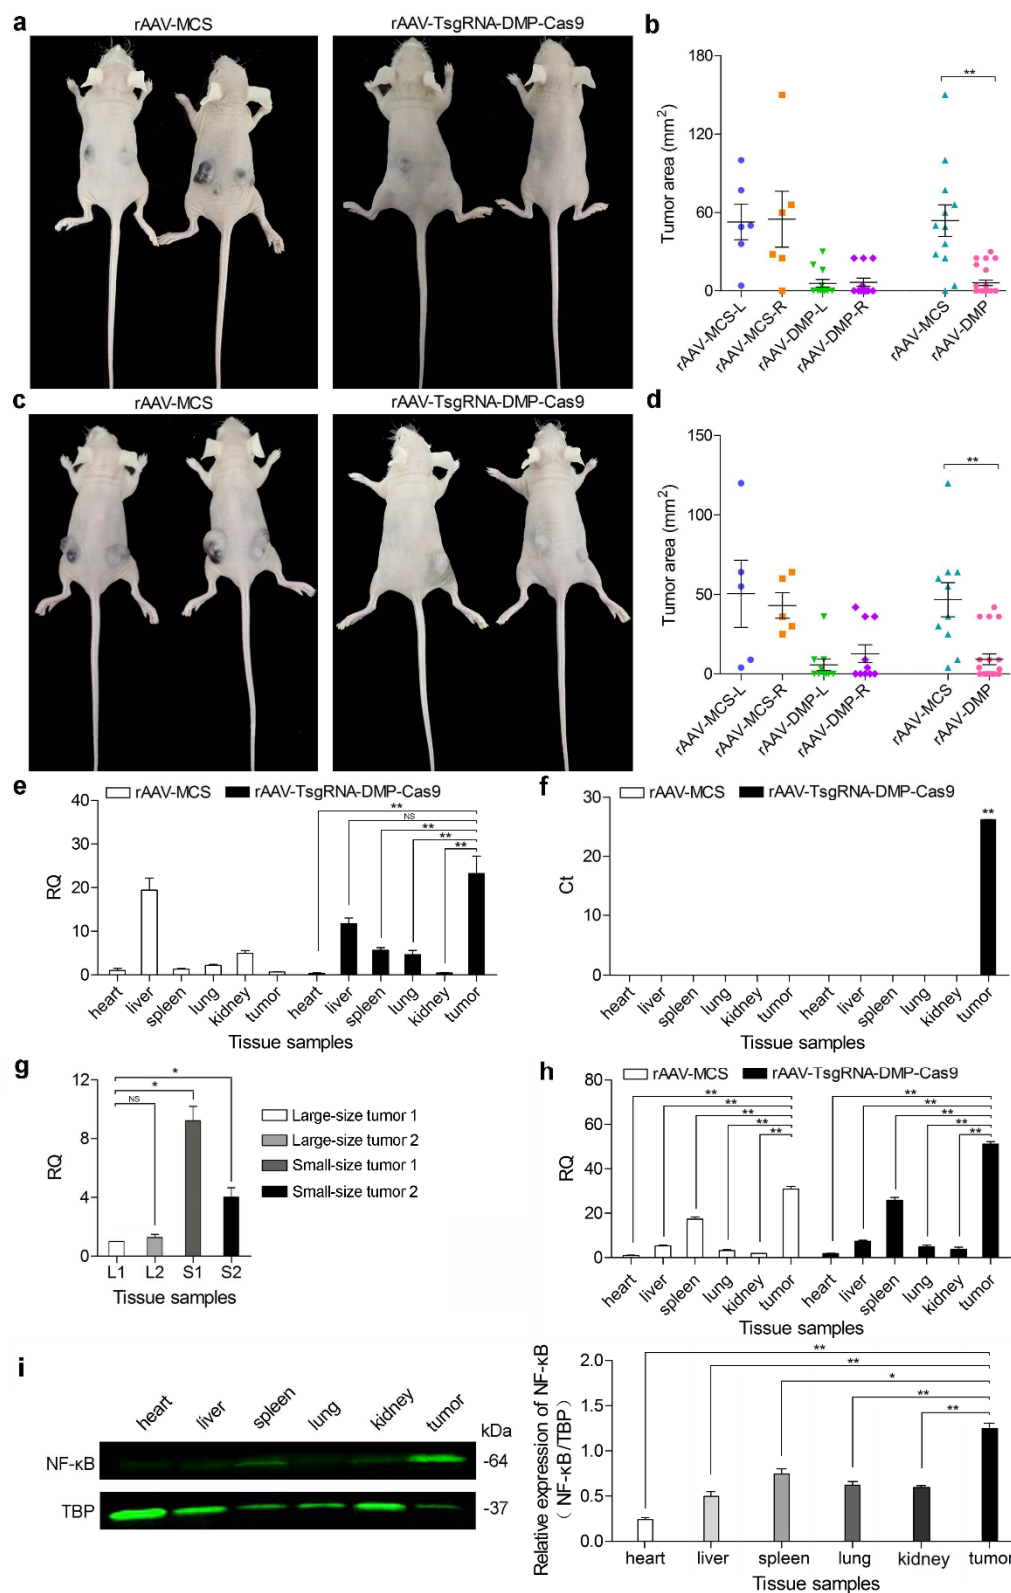 a
rAAV-MCS
rAAV-TsgRNA-DMP-Cas9
b
Tumor area (mm²)
180
120
60
0
**
rAAV-MCS-L
rAAV-MCS-R
rAAV-DMP-L
rAAV-DMP-R
rAAV-MCS
rAAV-DMP
c
rAAV-MCS
rAAV-TsgRNA-DMP-Cas9
d
Tumor area (mm²)
150
100
50
0
**
rAAV-MCS-L
rAAV-MCS-R
rAAV-DMP-L
rAAV-DMP-R
rAAV-MCS
rAAV-DMP
e
rAAV-MCS
rAAV-TsgRNA-DMP-Cas9
RQ
40
30
20
10
0
**
NS
**
**
**
heart
liver
spleen
lung
kidney
tumor
heart
liver
spleen
lung
kidney
tumor
Tissue samples
f
rAAV-MCS
rAAV-TsgRNA-DMP-Cas9
Ct
30
20
10
0
**
heart
liver
spleen
lung
kidney
tumor
heart
liver
spleen
lung
kidney
tumor
Tissue samples
g
RQ
12
8
4
0
*
*
NS
L1
L2
S1
S2
Tissue samples
Large-size tumor 1
Large-size tumor 2
Small-size tumor 1
Small-size tumor 2
h
rAAV-MCS
rAAV-TsgRNA-DMP-Cas9
RQ
80
60
40
20
0
**
**
**
**
**
**
**
**
**
**
heart
liver
spleen
lung
kidney
tumor
heart
liver
spleen
lung
kidney
tumor
Tissue samples
i
heart
liver
spleen
lung
kidney
tumor
kDa
NF-κB
-64
TBP
-37
Relative expression of NF-κB
( NF-κB/TBP)
2.0
1.5
1.0
0.5
0.0
**
**
*
**
**
heart
liver
spleen
lung
kidney
tumor
Tissue samples